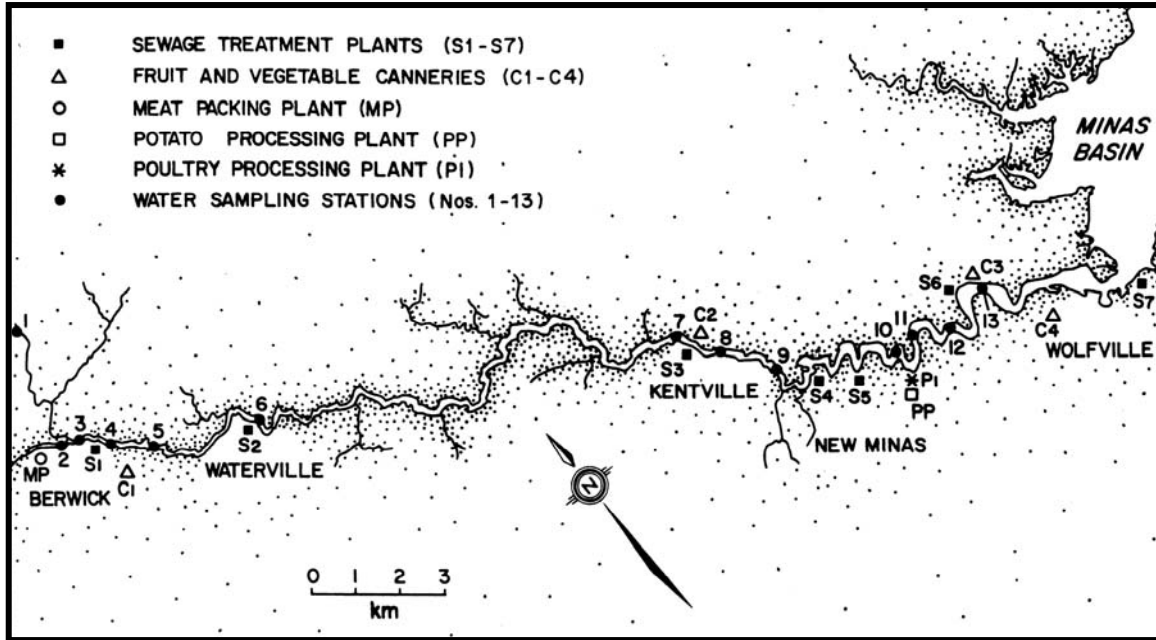 SEWAGE TREATMENT PLANTS (S1-S7)
FRUIT AND VEGETABLE CANNERIES (C1-C4)
MEAT PACKING PLANT (MP)
POTATO PROCESSING PLANT (PP)
POULTRY PROCESSING PLANT (P1)
WATER SAMPLING STATIONS (Nos. 1-13)
MINAS
BASIN
S6
C3
S7
1
7
C2
11
10
13
C4
8
12
WOLFVILLE
S3
9
KENTVILLE
S4
S5
P1
PP
6
3
4
5
S2
NEW MINAS
MP
2
S1
WATERVILLE
BERWICK
C1
N
0 1 2 3
km